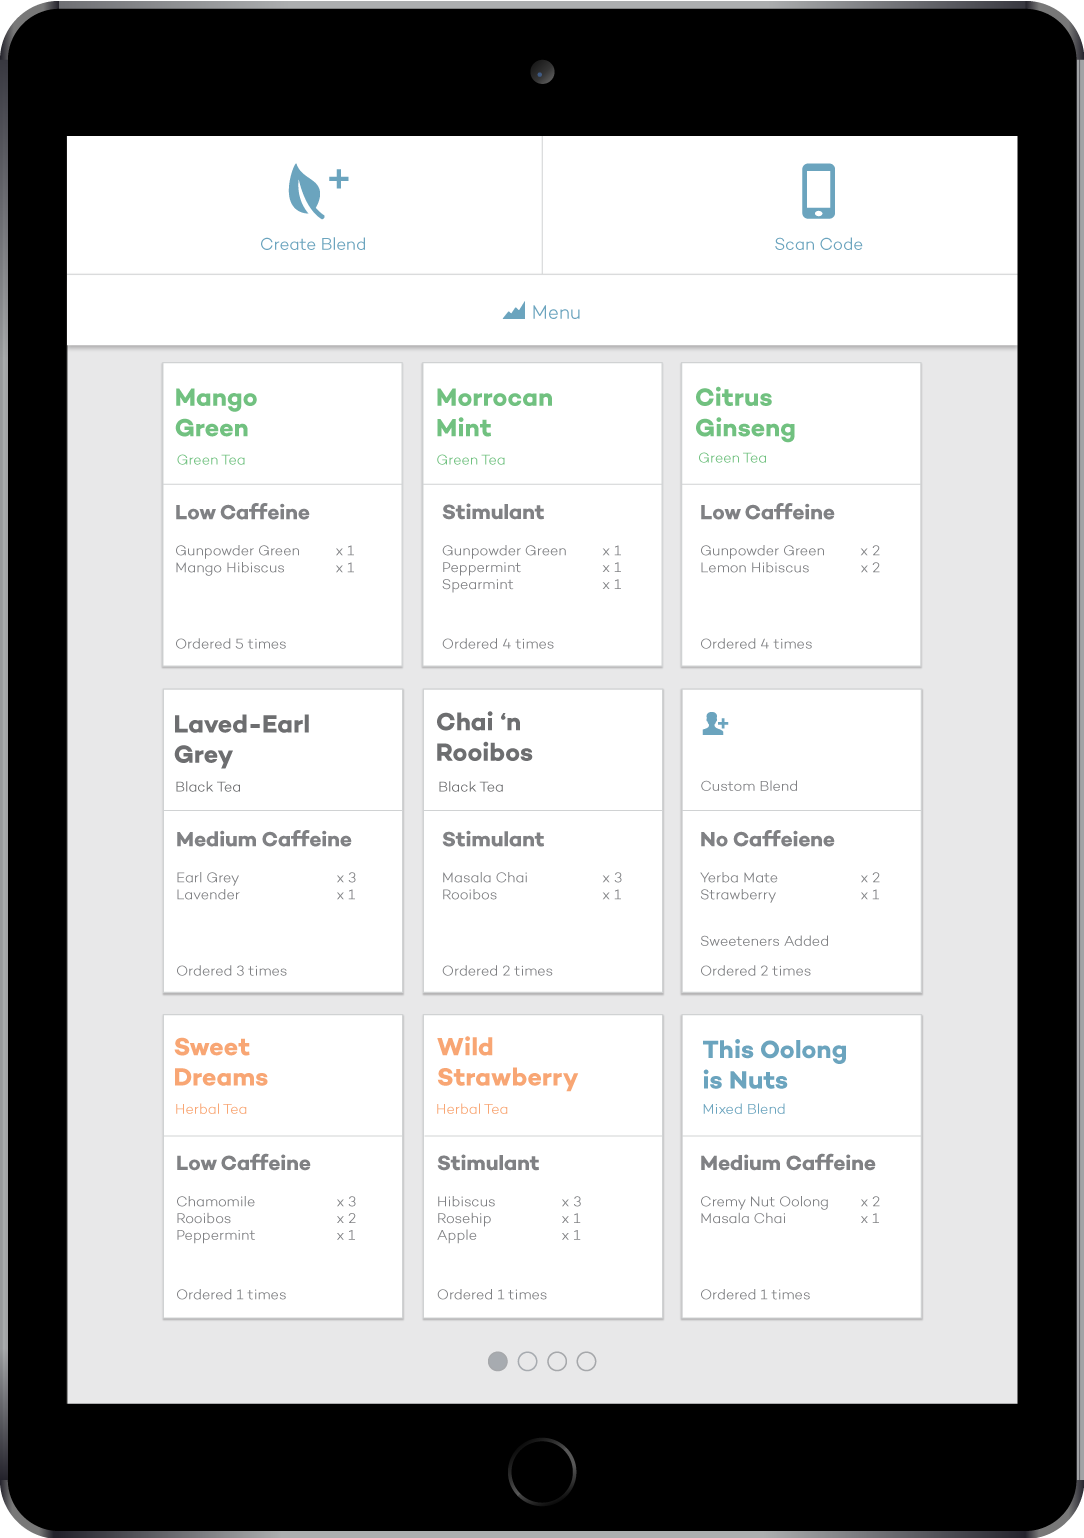 Create Blend
Scan Code
Menu
Mango
Green
Green Tea
Low Caffeine
Gunpowder Green x 1
Mango Hibiscus x 1
Ordered 5 times
Morrocan
Mint
Green Tea
Stimulant
Gunpowder Green x 1
Peppermint x 1
Spearmint x 1
Ordered 4 times
Citrus
Ginseng
Green Tea
Low Caffeine
Gunpowder Green x 2
Lemon Hibiscus x 2
Ordered 4 times
Laved-Earl
Grey
Black Tea
Medium Caffeine
Earl Grey x 3
Lavender x 1
Ordered 3 times
Chai ‘n
Rooibos
Black Tea
Stimulant
Masala Chai x 3
Rooibos x 1
Ordered 2 times
Custom Blend
No Caffeiene
Yerba Mate x 2
Strawberry x 1
Sweeteners Added
Ordered 2 times
Sweet
Dreams
Herbal Tea
Low Caffeine
Chamomile x 3
Rooibos x 2
Peppermint x 1
Ordered 1 times
Wild
Strawberry
Herbal Tea
Stimulant
Hibiscus x 3
Rosehip x 1
Apple x 1
Ordered 1 times
This Oolong
is Nuts
Mixed Blend
Medium Caffeine
Cremy Nut Oolong x 2
Masala Chai x 1
Ordered 1 times